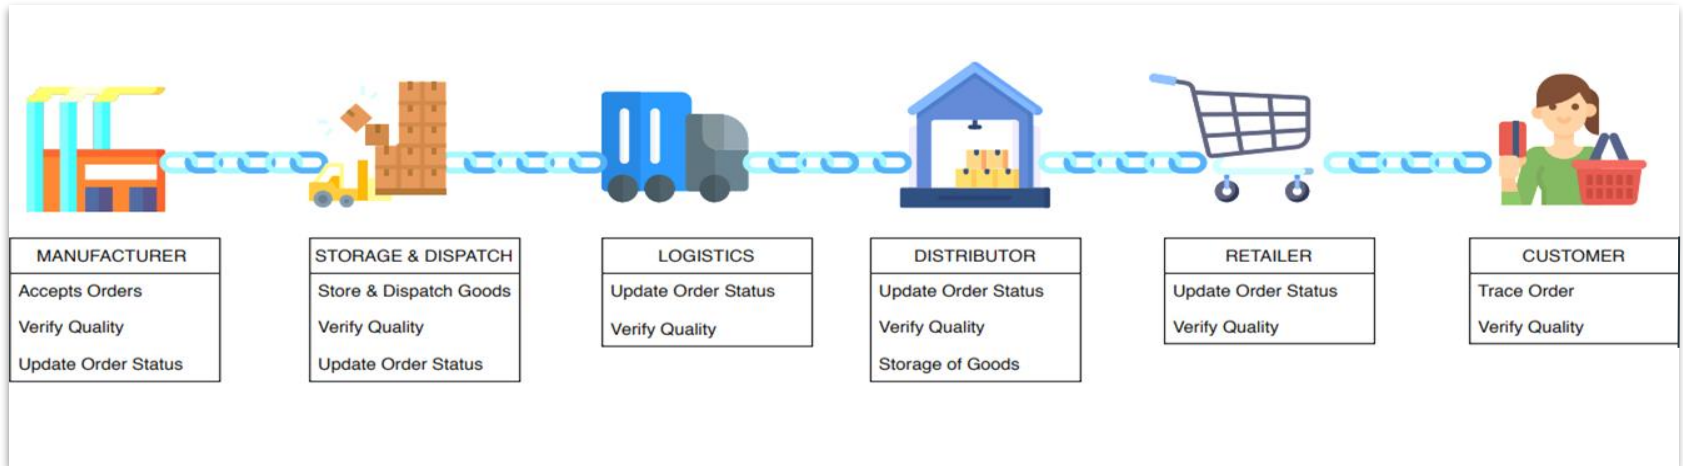 MANUFACTURER
Accepts Orders
Verify Quality
Update Order Status
STORAGE & DISPATCH
Store & Dispatch Goods
Verify Quality
Update Order Status
LOGISTICS
Update Order Status
Verify Quality
DISTRIBUTOR
Update Order Status
Verify Quality
Storage of Goods
RETAILER
Update Order Status
Verify Quality
CUSTOMER
Trace Order
Verify Quality